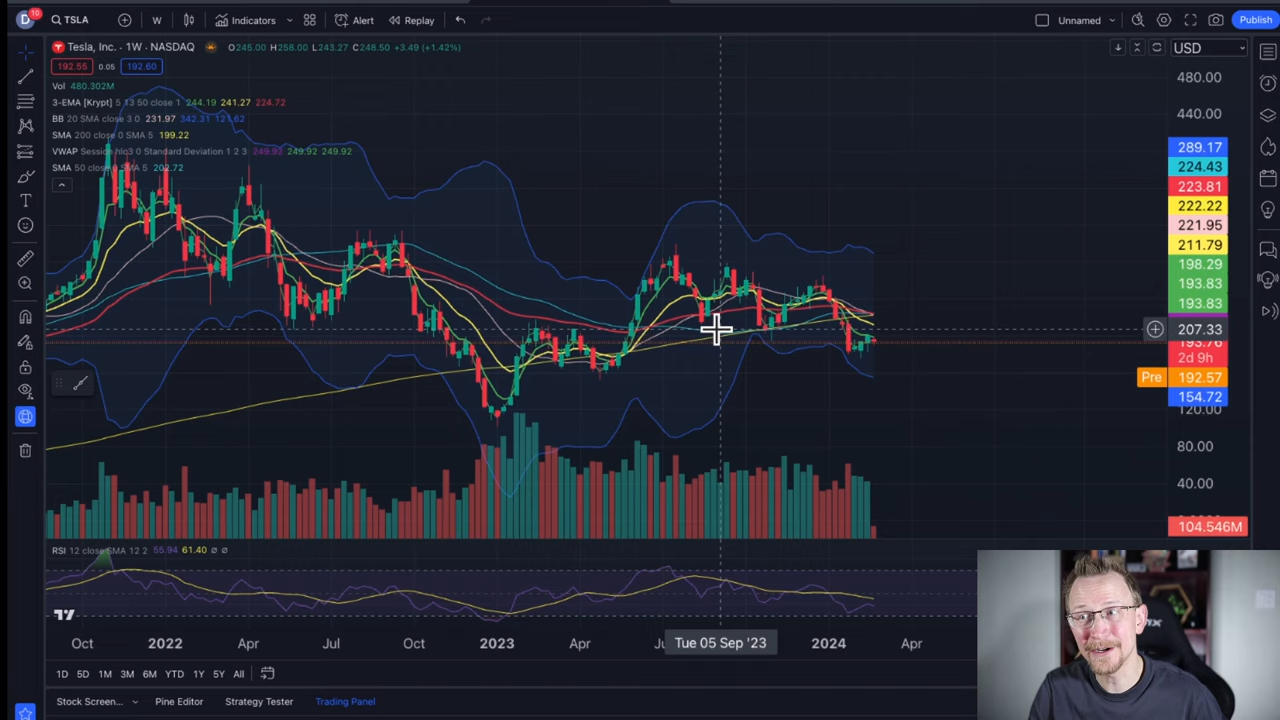 D 10 TSLA W Indicators Alert Replay Unnamed Publish
Tesla, Inc. · 1W · NASDAQ O245.00 H258.00 L243.27 C248.50 +3.49 (+1.42%) USD
192.55 0.05 192.60
Vol 480.302M
3-EMA [Krypt] 5 13 50 close 1 244.19 241.27 224.72
BB 20 SMA close 3 0 231.97 342.31 121.62
SMA 200 close 0 SMA 5 199.22
VWAP Session hlc3 0 Standard Deviation 1 2 3 249.92 249.92 249.92
SMA 50 close 0 SMA 5 202.72
480.00
440.00
289.17
224.43
223.81
222.22
221.95
211.79
198.29
193.83
193.83
207.33
193.76
2d 9h
Pre 192.57
154.72
120.00
80.00
40.00
104.546M
RSI 12 close SMA 12 2 55.94 61.40 ø ø
Oct 2022 Apr Jul Oct 2023 Apr Tue 05 Sep '23 2024 Apr
1D 5D 1M 3M 6M YTD 1Y 5Y All
Stock Screen... Pine Editor Strategy Tester Trading Panel